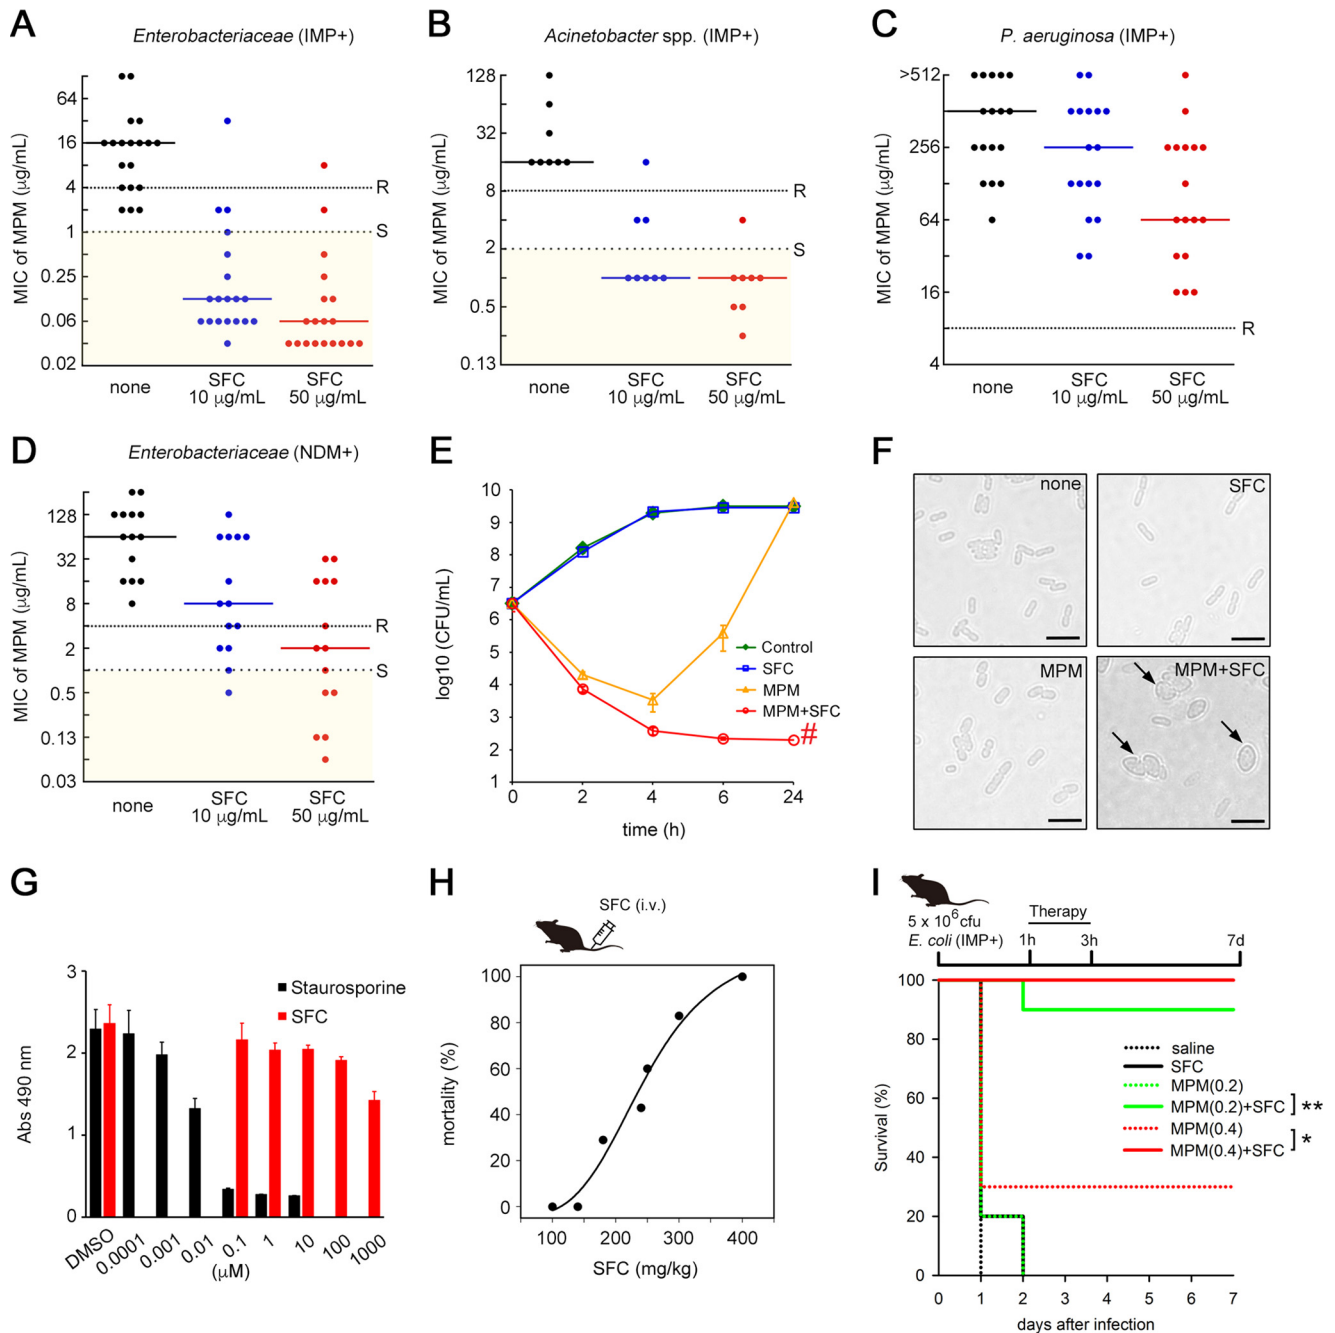 A
Enterobacteriaceae (IMP+)
MIC of MPM (μg/mL)
64
16
4
1
0.25
0.06
0.02
R
S
none
SFC
10 μg/mL
SFC
50 μg/mL
B
Acinetobacter spp. (IMP+)
MIC of MPM (μg/mL)
128
32
8
2
0.5
0.13
R
S
none
SFC
10 μg/mL
SFC
50 μg/mL
C
P. aeruginosa (IMP+)
MIC of MPM (μg/mL)
>512
256
64
16
4
R
none
SFC
10 μg/mL
SFC
50 μg/mL
D
Enterobacteriaceae (NDM+)
MIC of MPM (μg/mL)
128
32
8
2
0.5
0.13
0.03
R
S
none
SFC
10 μg/mL
SFC
50 μg/mL
E
log10 (CFU/mL)
10
9
8
7
6
5
4
3
2
1
Control
SFC
MPM
MPM+SFC
#
0 2 4 6 24
time (h)
F
none
SFC
MPM
MPM+SFC
G
Abs 490 nm
3
2
1
0
Staurosporine
SFC
DMSO 0.0001 0.001 0.01 0.1 1 10 100 1000
(μM)
H
SFC (i.v.)
mortality (%)
100
80
60
40
20
0
100 200 300 400
SFC (mg/kg)
I
5 x 10⁶cfu
E. coli (IMP+)
Therapy
1h 3h 7d
Survival (%)
100
80
60
40
20
0
saline
SFC
MPM(0.2)
MPM(0.2)+SFC
**
MPM(0.4)
MPM(0.4)+SFC
*
0 1 2 3 4 5 6 7
days after infection